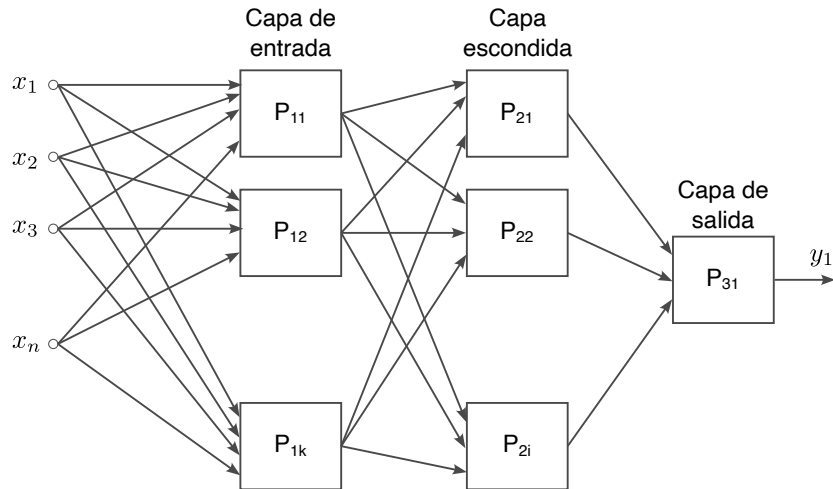 Capa de
entrada
Capa
escondida
Capa de
salida
x₁
x₂
x₃
xₙ
P₁₁
P₁₂
P₁ₖ
P₂₁
P₂₂
P₂ᵢ
P₃₁
y₁